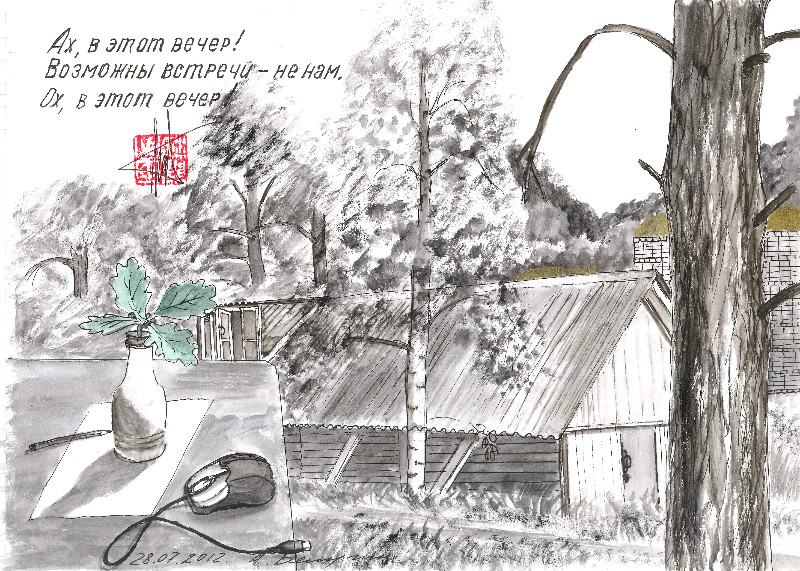 Ах, в этот вечер!
Возможны встречи – не нам.
Ох, в этот вечер!
28.07.2012.